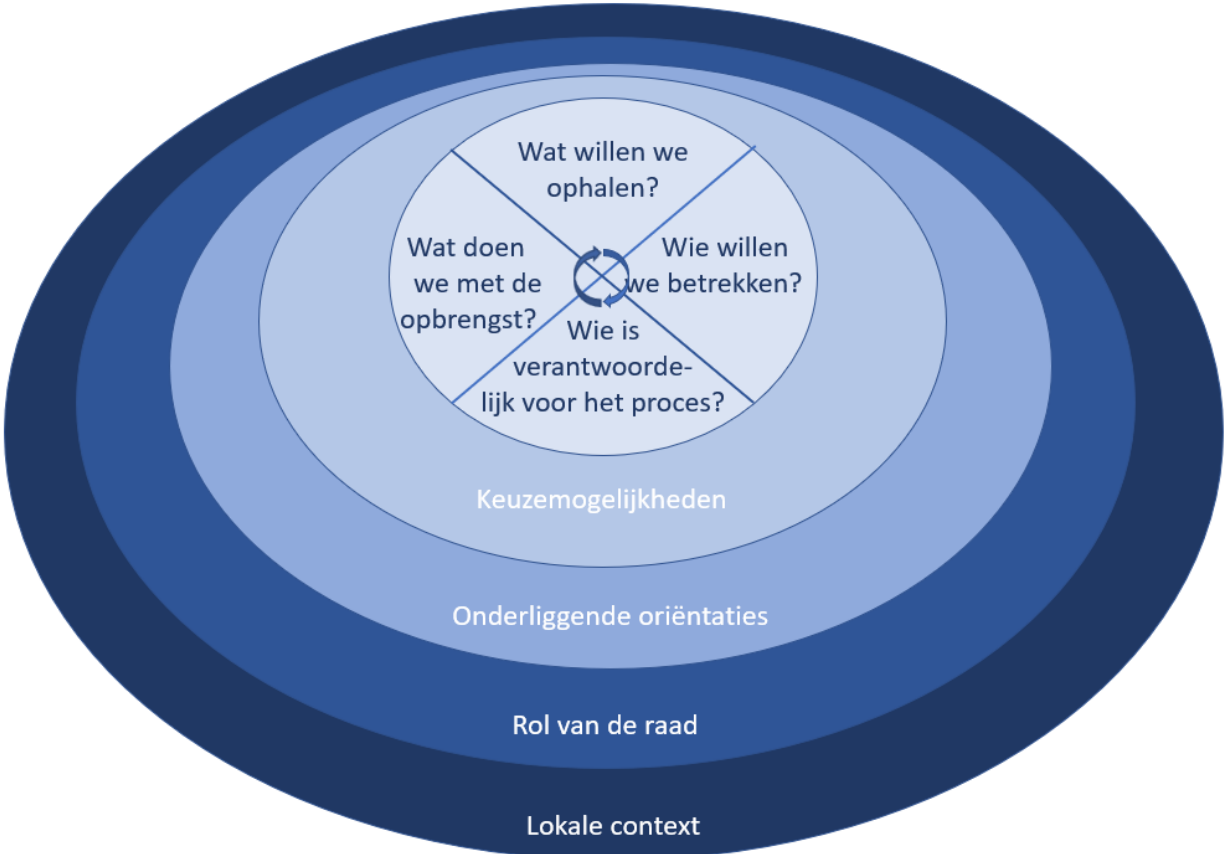 Wat willen we
ophalen?
Wie willen
we betrekken?
Wie is
verantwoorde-
lijk voor het proces?
Wat doen
we met de
opbrengst?
Keuzemogelijkheden
Onderliggende oriëntaties
Rol van de raad
Lokale context